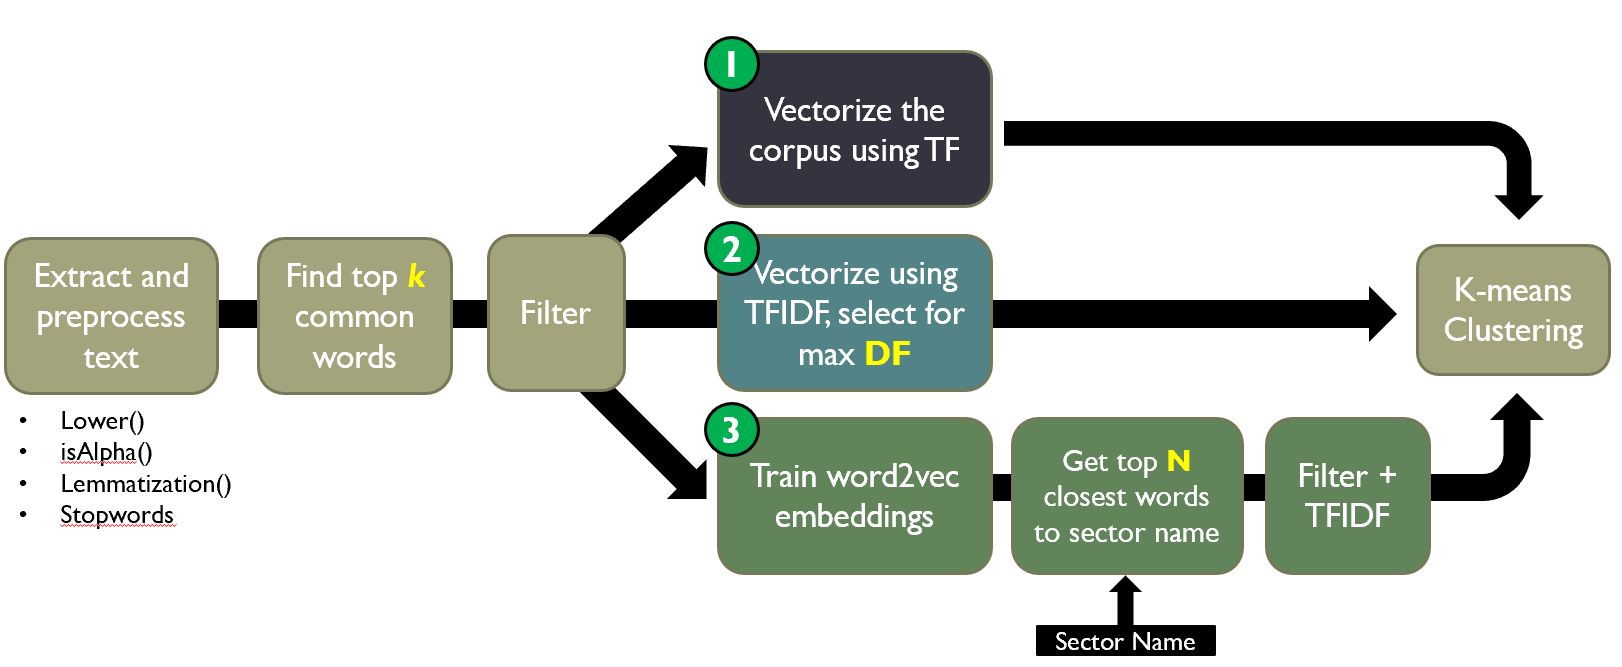 Extract and
preprocess
text
• Lower()
• isAlpha()
• Lemmatization()
• Stopwords
Find top k
common
words
Filter
1
Vectorize the
corpus using TF
2
Vectorize using
TFIDF, select for
max DF
3
Train word2vec
embeddings
Get top N
closest words
to sector name
Sector Name
Filter +
TFIDF
K-means
Clustering